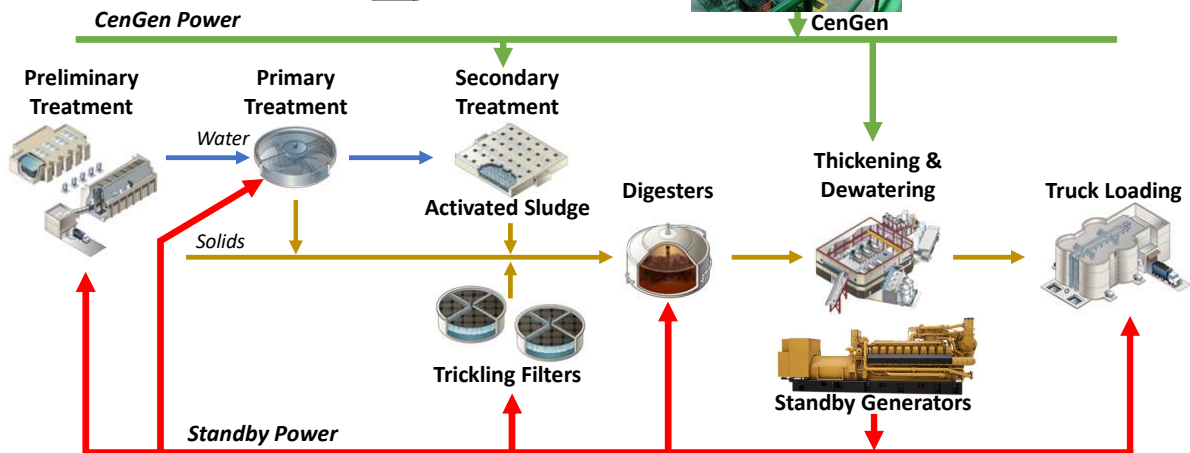 CenGen Power
CenGen
Preliminary
Treatment
Primary
Treatment
Secondary
Treatment
Water
Thickening &
Dewatering
Activated Sludge
Digesters
Truck Loading
Solids
Trickling Filters
Standby Generators
Standby Power